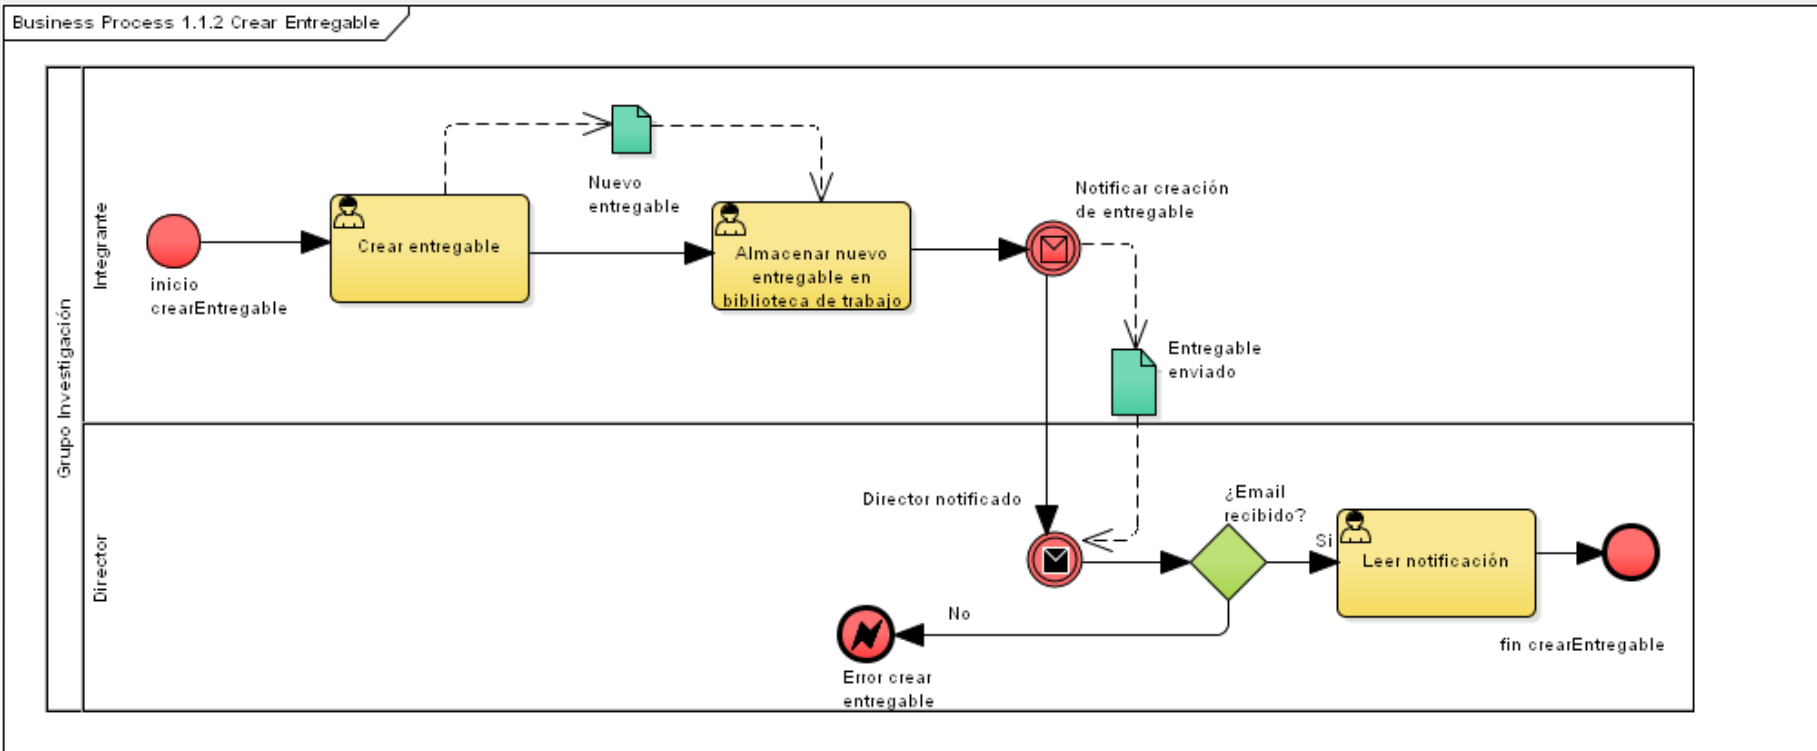 Business Process 1.1.2 Crear Entregable
Grupo Investigación
Integrante
inicio
crearEntregable
Crear entregable
Nuevo
entregable
Almacenar nuevo
entregable en
biblioteca de trabajo
Notificar creación
de entregable
Entregable
enviado
Director
Director notificado
¿Email
recibido?
Si
Leer notificación
fin crearEntregable
No
Error crear
entregable